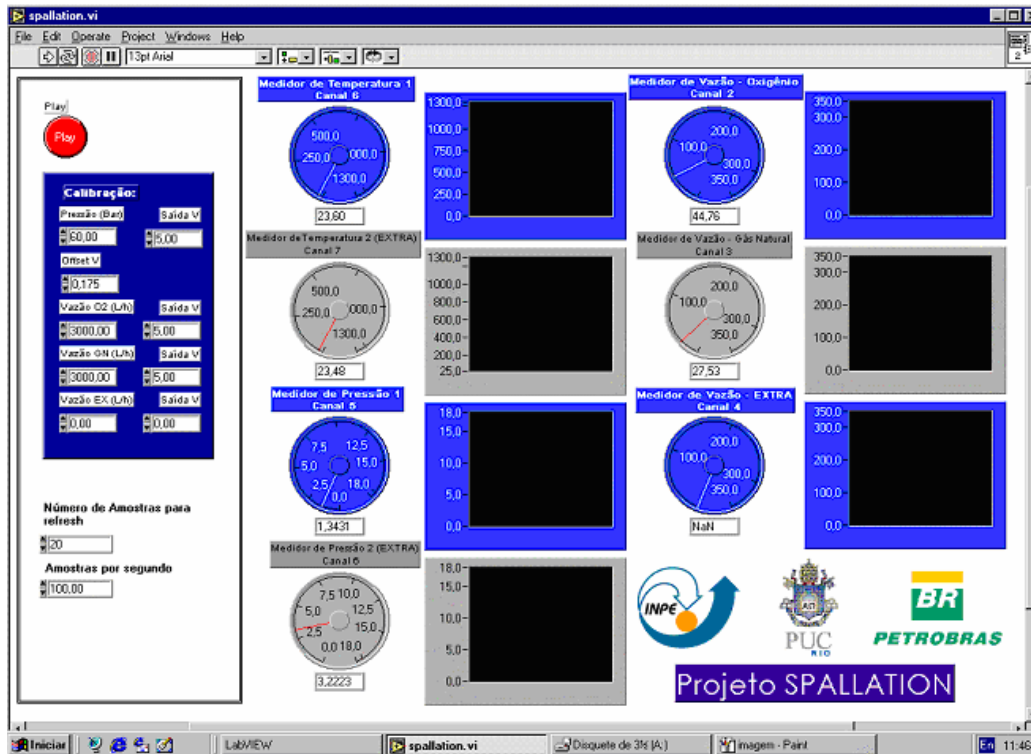 spallation.vi
File Edit Operate Project Windows Help
13pt Arial
2
Play
Play
Calibração:
Pressão (Bar) Saída V
60,00 5,00
Offset V
0,175
Vazão O2 (L/h) Saída V
3000,00 5,00
Vazão GN (L/h) Saída V
3000,00 5,00
Vazão EX (L/h) Saída V
0,00 0,00
Número de Amostras para
refresh
20
Amostras por segundo
100,00
Medidor de Temperatura 1
Canal 6
500,0
250,0 000,0
1300,0
23,60
1300,0
1000,0
750,0
500,0
250,0
0,0
Medidor de Vazão - Oxigênio
Canal 2
200,0
100,0
300,0
350,0
44,76
350,0
300,0
200,0
100,0
0,0
Medidor de Temperatura 2 (EXTRA)
Canal 7
500,0
250,0 000,0
1300,0
23,48
1300,0
1000,0
800,0
600,0
400,0
200,0
25,0
Medidor de Vazão - Gás Natural
Canal 3
200,0
100,0
300,0
350,0
27,53
350,0
300,0
200,0
100,0
0,0
Medidor de Pressão 1
Canal 5
7,5 12,5
5,0 15,0
2,5 18,0
0,0
1,3431
18,0
15,0
10,0
5,0
0,0
Medidor de Vazão - EXTRA
Canal 4
200,0
100,0
300,0
350,0
NaN
350,0
300,0
200,0
100,0
0,0
Medidor de Pressão 2 (EXTRA)
Canal 6
7,5 10,0
5,0 12,5
2,5 15,0
0,0 18,0
3,2223
18,0
15,0
10,0
5,0
0,0
INPE
PUC
RIO
BR
PETROBRAS
Projeto SPALLATION
Iniciar
LabVIEW
spallation.vi
Disquete de 3½ (A:)
imagem - Paint
En